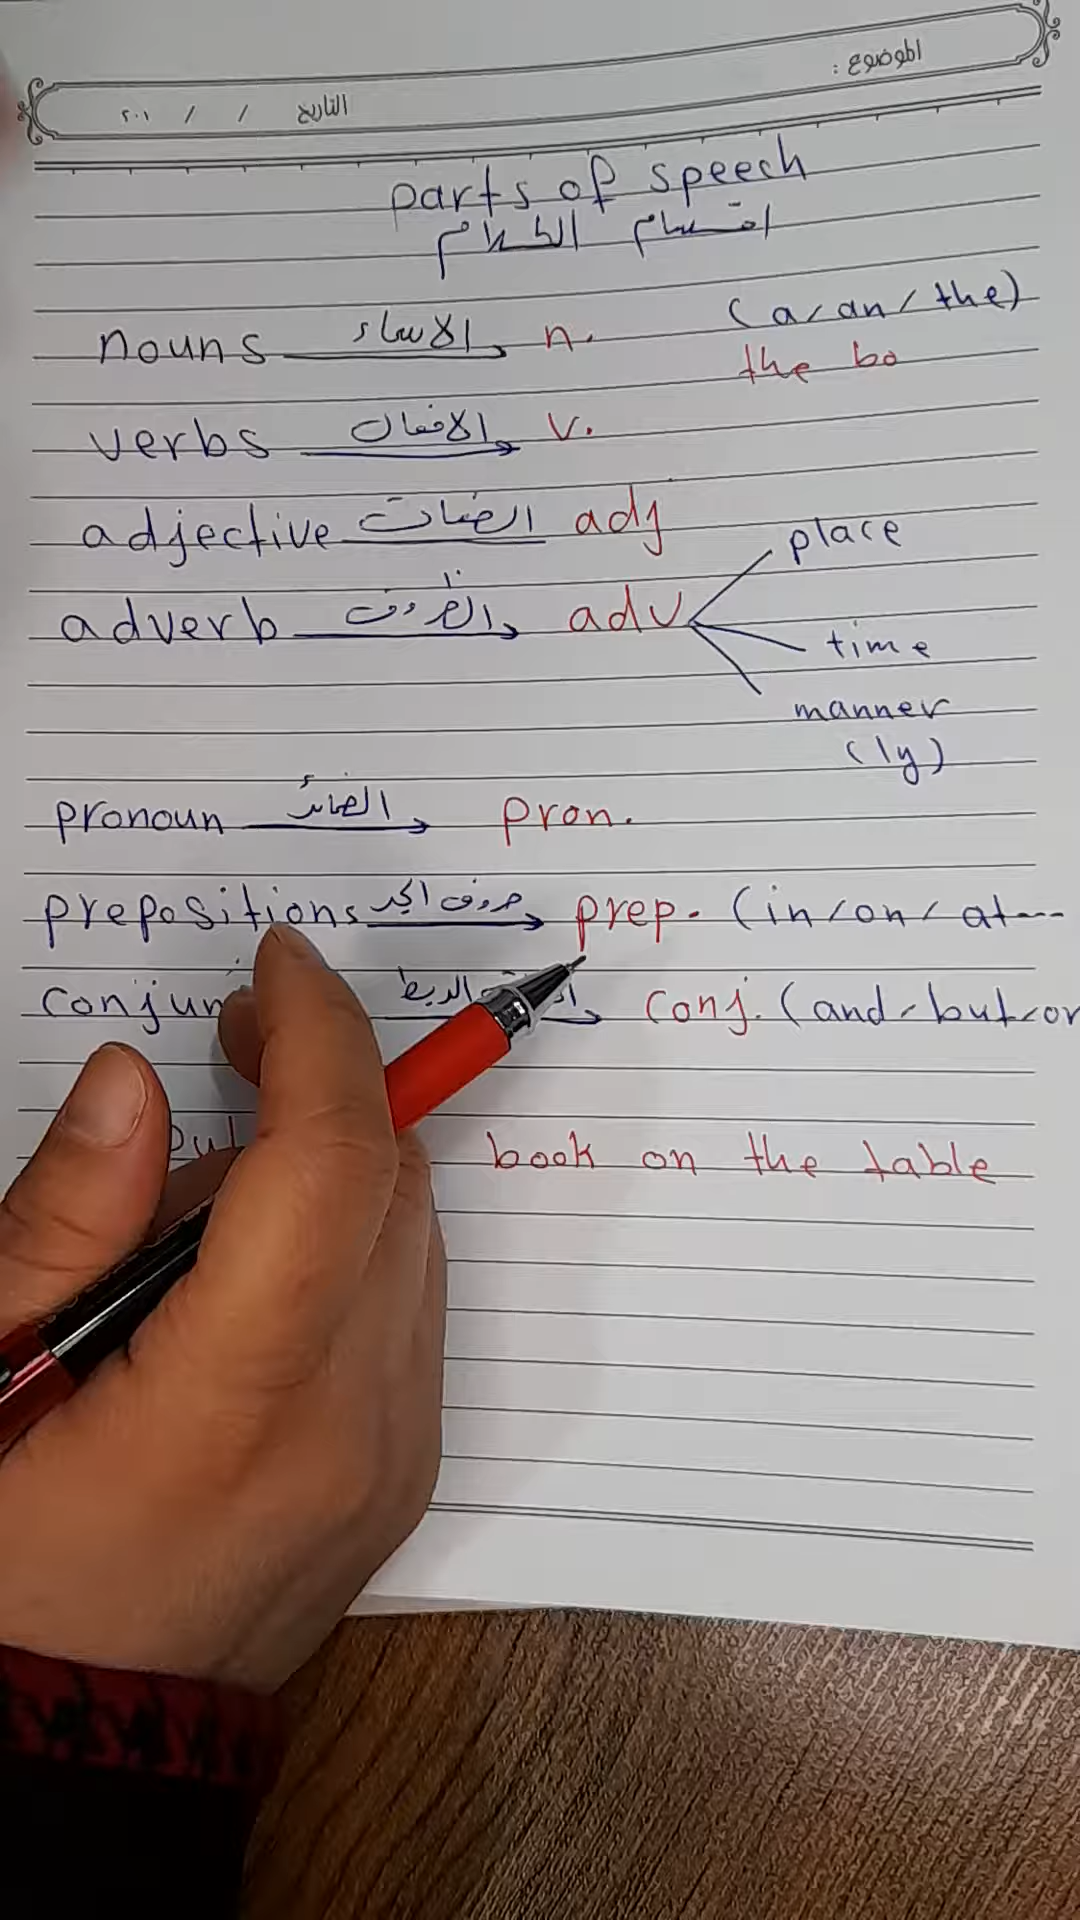 الموضوع :
التاريخ / / ٢٠١
parts of speech
اقسام الكلام
nouns الاسماء n. (a/an/the)
the bo
verbs الافعال v.
adjective الصفات adj
place
adverb الظروف adv
time
manner
(ly)
pronoun الضمائر pron.
prepositions حروف الجر prep. (in/on/at---
الربط conj. (and-but-or
book on the table